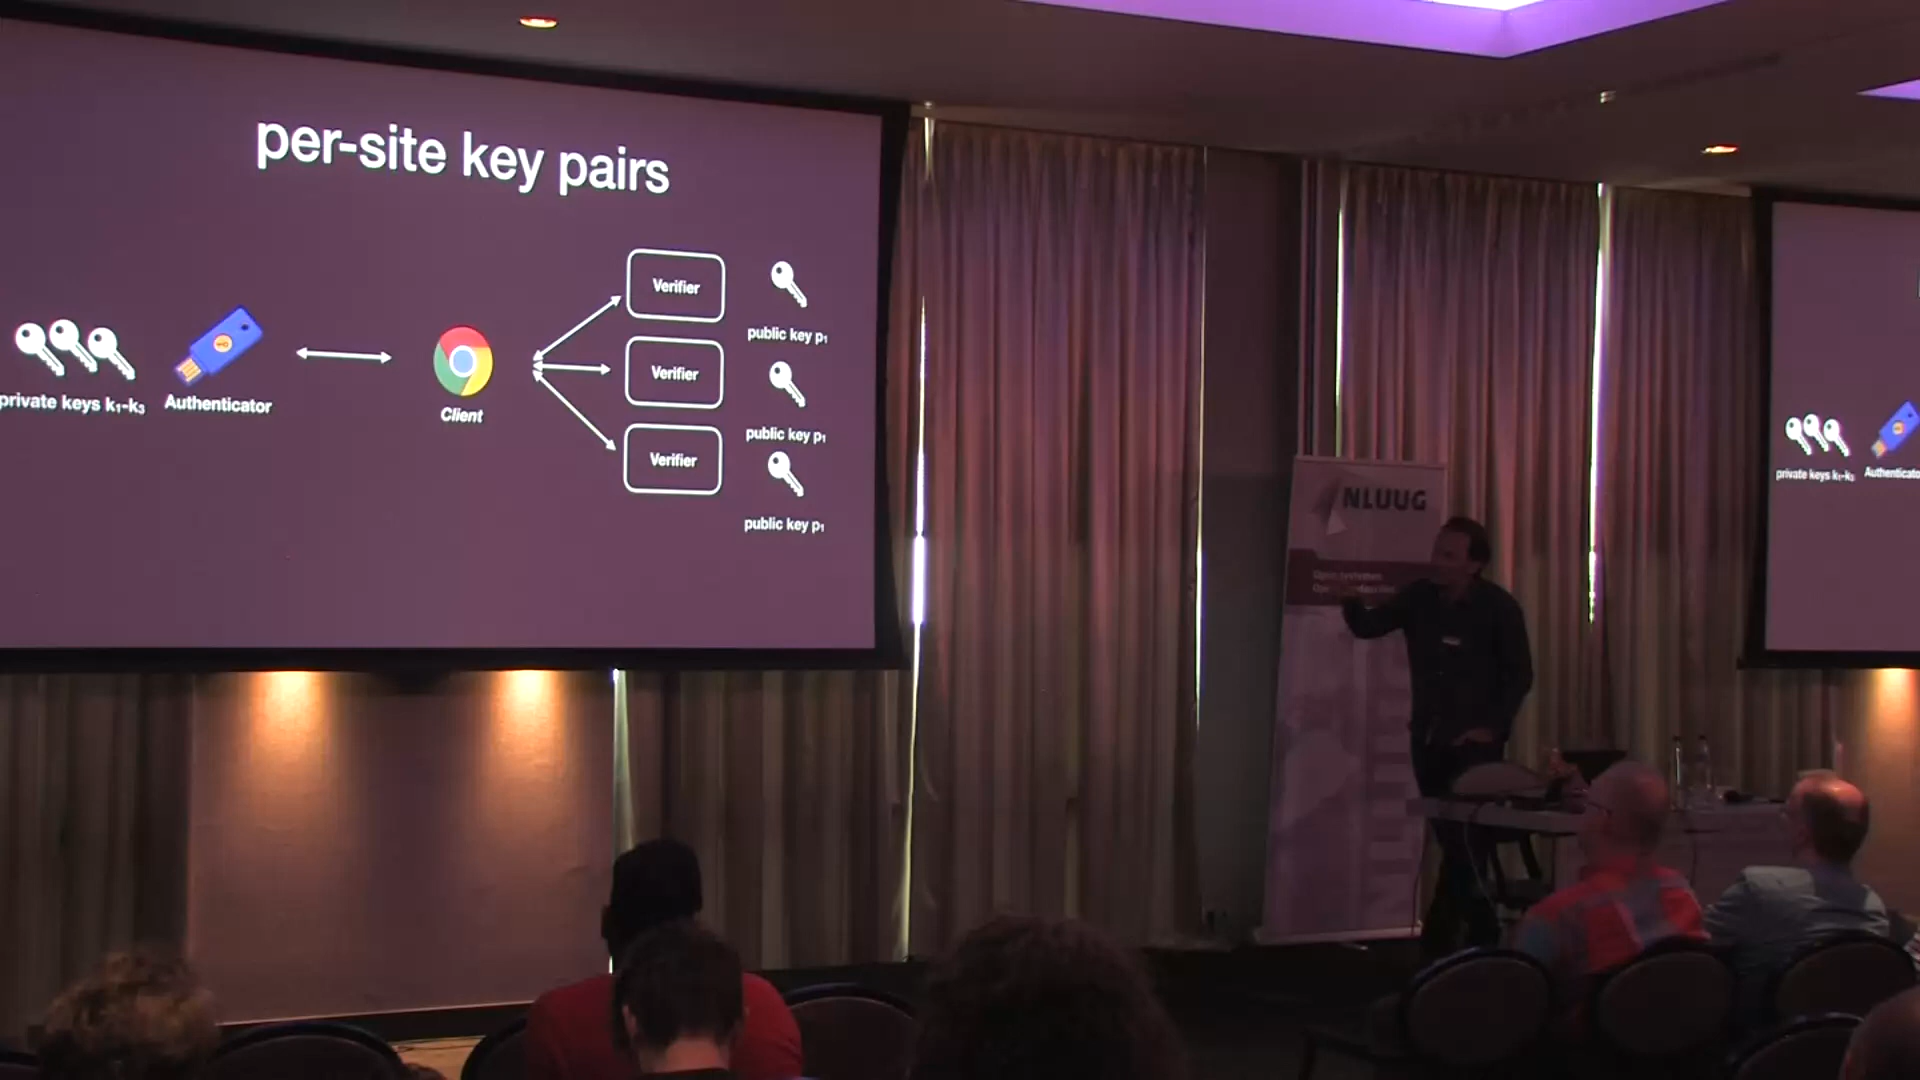 per-site key pairs
Verifier
public key p₁
Verifier
public key p₁
Verifier
public key p₁
private keys k₁-k₃
Authenticator
Client
NLUUG
Open
private keys k₁-k₃